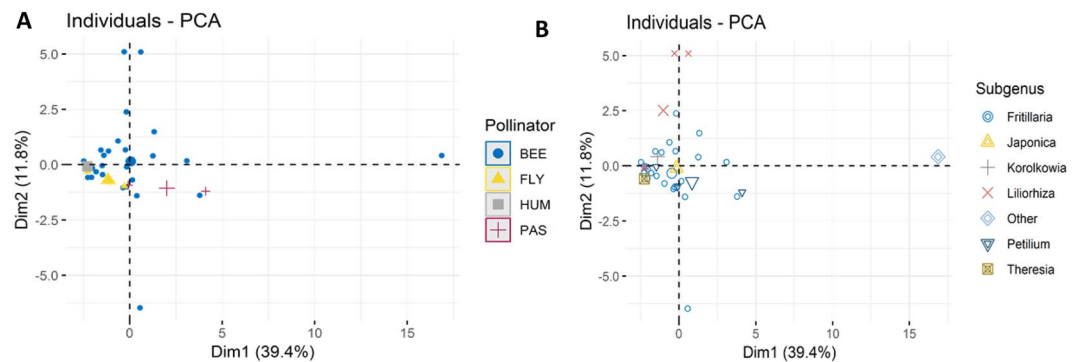 A
Individuals - PCA
5.0
2.5
0.0
-2.5
-5.0
Dim2 (11.8%)
0
5
10
15
Dim1 (39.4%)
Pollinator
BEE
FLY
HUM
PAS
B
Individuals - PCA
5.0
2.5
0.0
-2.5
-5.0
Dim2 (11.8%)
0
5
10
15
Dim1 (39.4%)
Subgenus
Fritillaria
Japonica
Korolkowia
Liliorhiza
Other
Petilium
Theresia